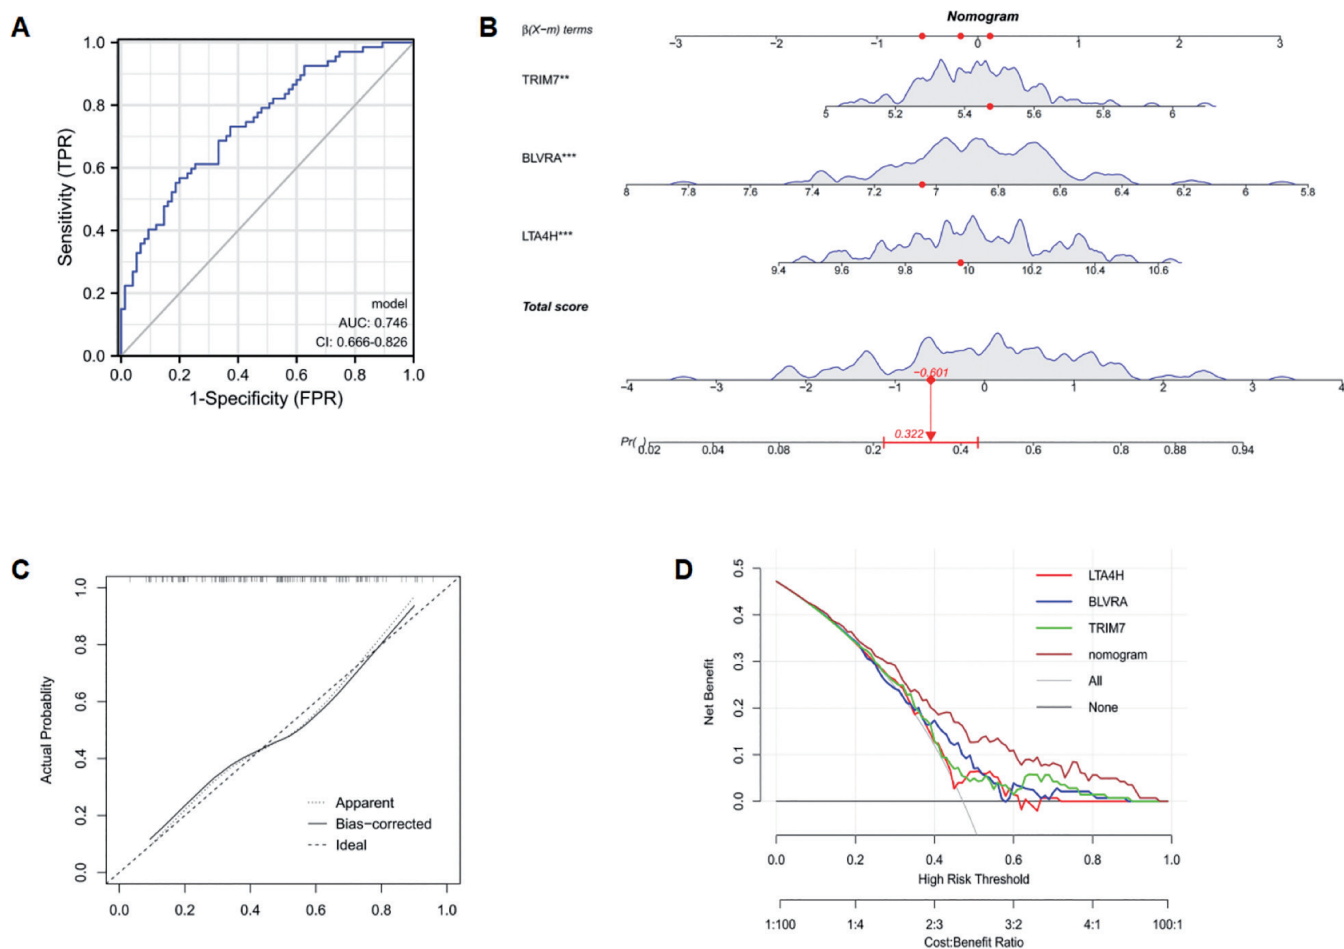 A
1.0
0.8
0.6
0.4
0.2
0.0
Sensitivity (TPR)
model
AUC: 0.746
CI: 0.666-0.826
0.0 0.2 0.4 0.6 0.8 1.0
1-Specificity (FPR)
B
Nomogram
β(X−m) terms
−3 −2 −1 0 1 2 3
TRIM7**
5 5.2 5.4 5.6 5.8 6
BLVRA***
8 7.8 7.6 7.4 7.2 7 6.8 6.6 6.4 6.2 6 5.8
LTA4H***
9.4 9.6 9.8 10 10.2 10.4 10.6
Total score
−0.601
−4 −3 −2 −1 0 1 2 3 4
0.322
Pr( )
0.02 0.04 0.08 0.2 0.4 0.6 0.8 0.88 0.94
C
1.0
0.8
0.6
0.4
0.2
0.0
Actual Probablity
Apparent
Bias−corrected
Ideal
0.0 0.2 0.4 0.6 0.8 1.0
D
0.5
0.4
0.3
0.2
0.1
0.0
Net Benefit
LTA4H
BLVRA
TRIM7
nomogram
All
None
0.0 0.2 0.4 0.6 0.8 1.0
High Risk Threshold
1:100 1:4 2:3 3:2 4:1 100:1
Cost:Benefit Ratio